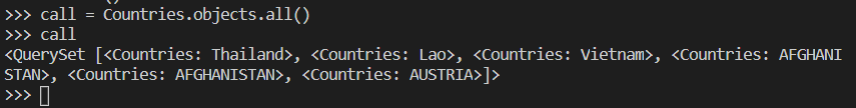 >>> call = Countries.objects.all()
>>> call
<QuerySet [<Countries: Thailand>, <Countries: Lao>, <Countries: Vietnam>, <Countries: AFGHANI
STAN>, <Countries: AFGHANISTAN>, <Countries: AUSTRIA>]>
>>>